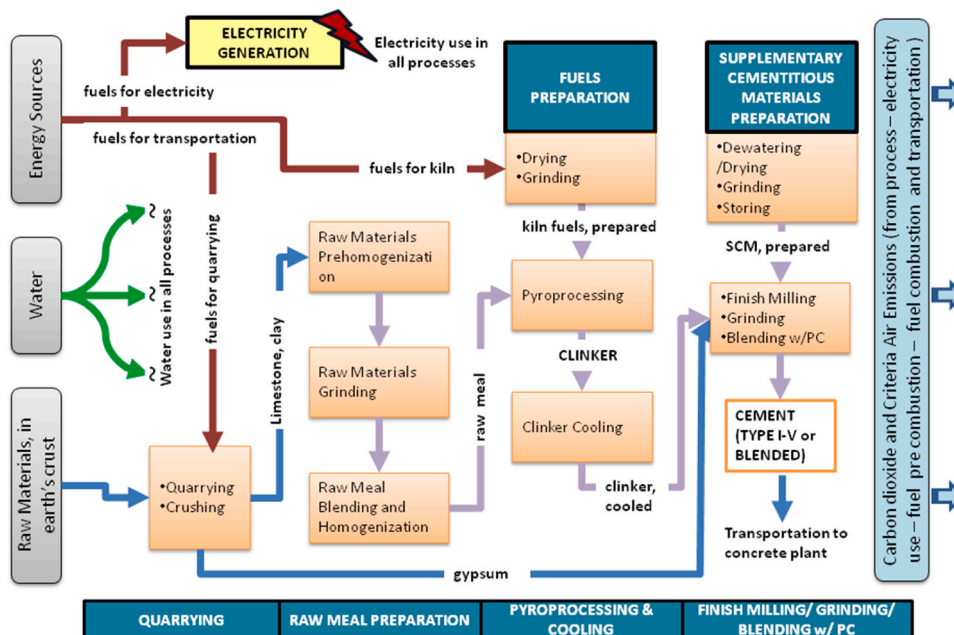 ELECTRICITY
GENERATION
Electricity use in
all processes
Energy Sources
fuels for electricity
fuels for transportation
fuels for kiln
FUELS
PREPARATION
•Drying
•Grinding
SUPPLEMENTARY
CEMENTITIOUS
MATERIALS
PREPARATION
•Dewatering
/Drying
•Grinding
•Storing
kiln fuels, prepared
SCM, prepared
Water
~
~
~
Water use in all processes
fuels for quarrying
Limestone, clay
Raw Materials
Prehomogenizati
on
Raw Materials
Grinding
Raw Meal
Blending and
Homogenization
raw meal
Pyroprocessing
CLINKER
Clinker Cooling
clinker,
cooled
•Finish Milling
•Grinding
•Blending w/PC
CEMENT
(TYPE I-V or
BLENDED)
Transportation to
concrete plant
Raw Materials, in
earth's crust
•Quarrying
•Crushing
gypsum
Carbon dioxide and Criteria Air Emissions (from process – electricity
use – fuel pre combustion – fuel combustion and transportation )
QUARRYING
RAW MEAL PREPARATION
PYROPROCESSING &
COOLING
FINISH MILLING/ GRINDING/
BLENDING w/ PC